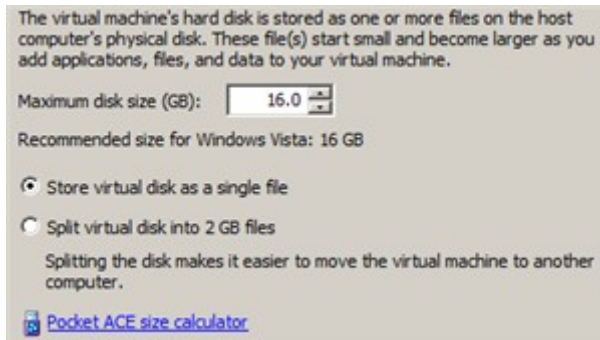 The virtual machine's hard disk is stored as one or more files on the host
computer's physical disk. These file(s) start small and become larger as you
add applications, files, and data to your virtual machine.
Maximum disk size (GB): 16.0
Recommended size for Windows Vista: 16 GB
Store virtual disk as a single file
Split virtual disk into 2 GB files
Splitting the disk makes it easier to move the virtual machine to another
computer.
Pocket ACE size calculator